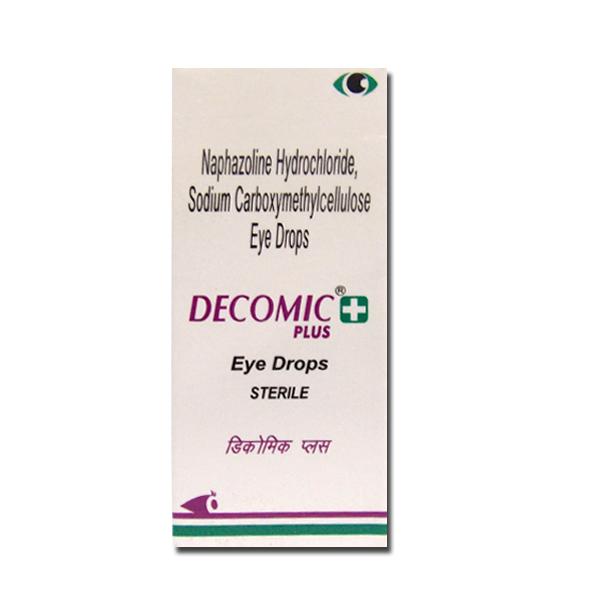 Naphazoline Hydrochloride,
Sodium Carboxymethylcellulose
Eye Drops
DECOMIC®
PLUS
Eye Drops
STERILE
डिकोमिक प्लस